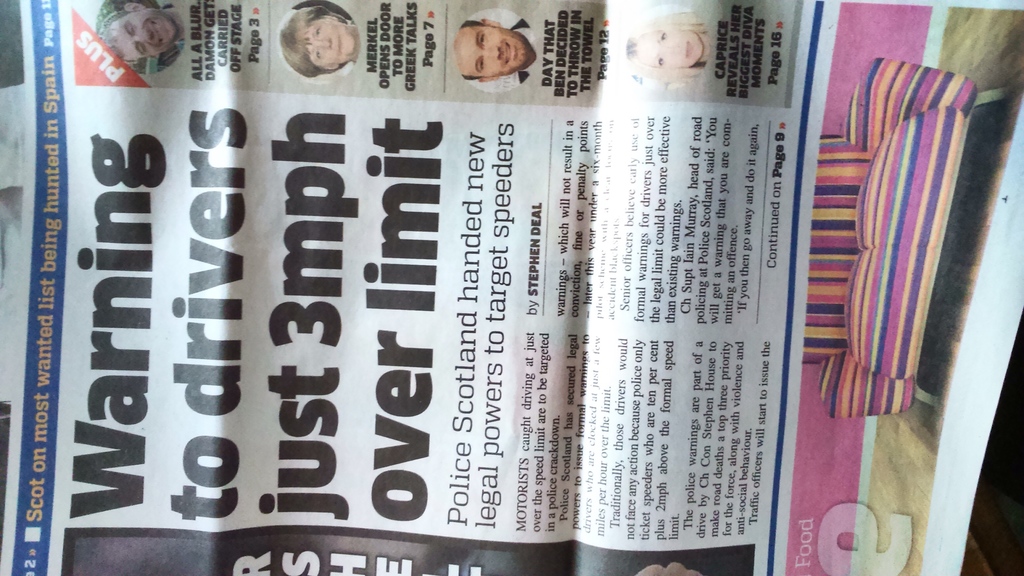 2 » ■ Scot on most wanted list being hunted in Spain Page 11
Warning
to drivers
just 3mph
over limit
Police Scotland handed new
legal powers to target speeders
by STEPHEN DEAL
MOTORISTS caught driving at just
over the speed limit are to be targeted
in a police crackdown.
Police Scotland has secured legal
powers to issue formal warnings to
drivers who are clocked at just a few
miles per hour over the limit.
Traditionally, those drivers would
not face any action because police only
ticket speeders who are ten per cent
plus 2mph above the formal speed
limit.
The police warnings are part of a
drive by Ch Con Stephen House to
make road deaths a top three priority
for the force, along with violence and
anti-social behaviour.
Traffic officers will start to issue the
warnings – which will not result in a
conviction, fine or penalty points
– later this year under a six-month
accident blackspots.
Senior officers believe early use of
formal warnings for drivers just over
the legal limit could be more effective
than existing warnings.
Ch Supt Iain Murray, head of road
policing at Police Scotland, said: 'You
will get a warning that you are com-
mitting an offence.
'If you then go away and do it again,
Continued on Page 9 »
PLUS
ALL A BLUR:
DAMON GETS
CARRIED
OFF STAGE
Page 3 »
MERKEL
OPENS DOOR
TO MORE
GREEK TALKS
Page 7 »
DAY THAT
BEN DECIDED
TO THROW IN
THE TOWEL
Page 12 »
CAPRICE
REVEALS HER
BIGGEST DIVA
MOMENTS
Page 16 »
R
S
H
E
Food
e